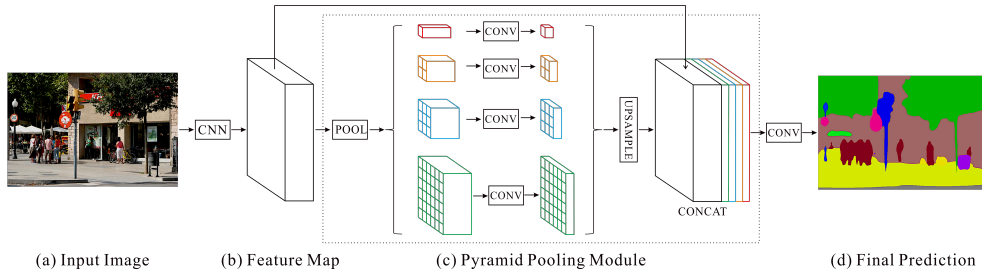 CONV
CONV
CNN
POOL
CONV
UPSAMPLE
CONV
CONV
CONCAT
(a) Input Image
(b) Feature Map
(c) Pyramid Pooling Module
(d) Final Prediction